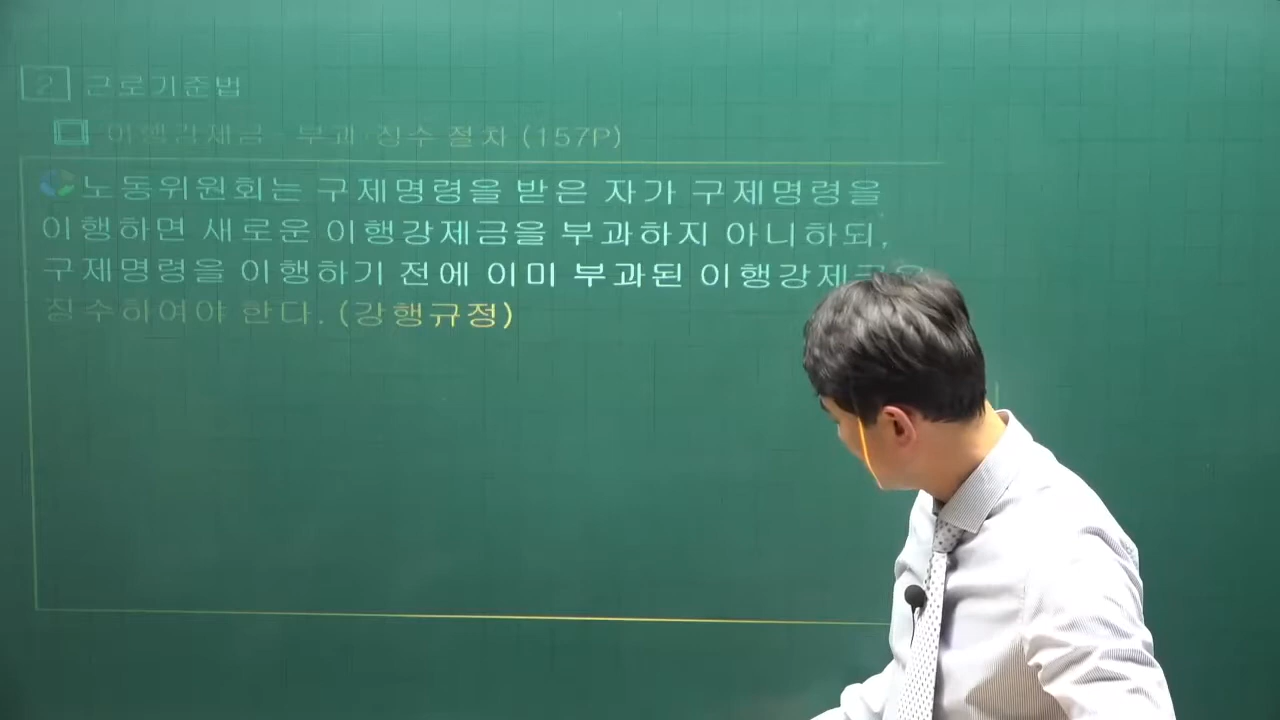 2 근로기준법
이행강제금 부과 징수 절차 (157P)
노동위원회는 구제명령을 받은 자가 구제명령을
이행하면 새로운 이행강제금을 부과하지 아니하되,
구제명령을 이행하기 전에 이미 부과된 이행강제금은
징수하여야 한다. (강행규정)